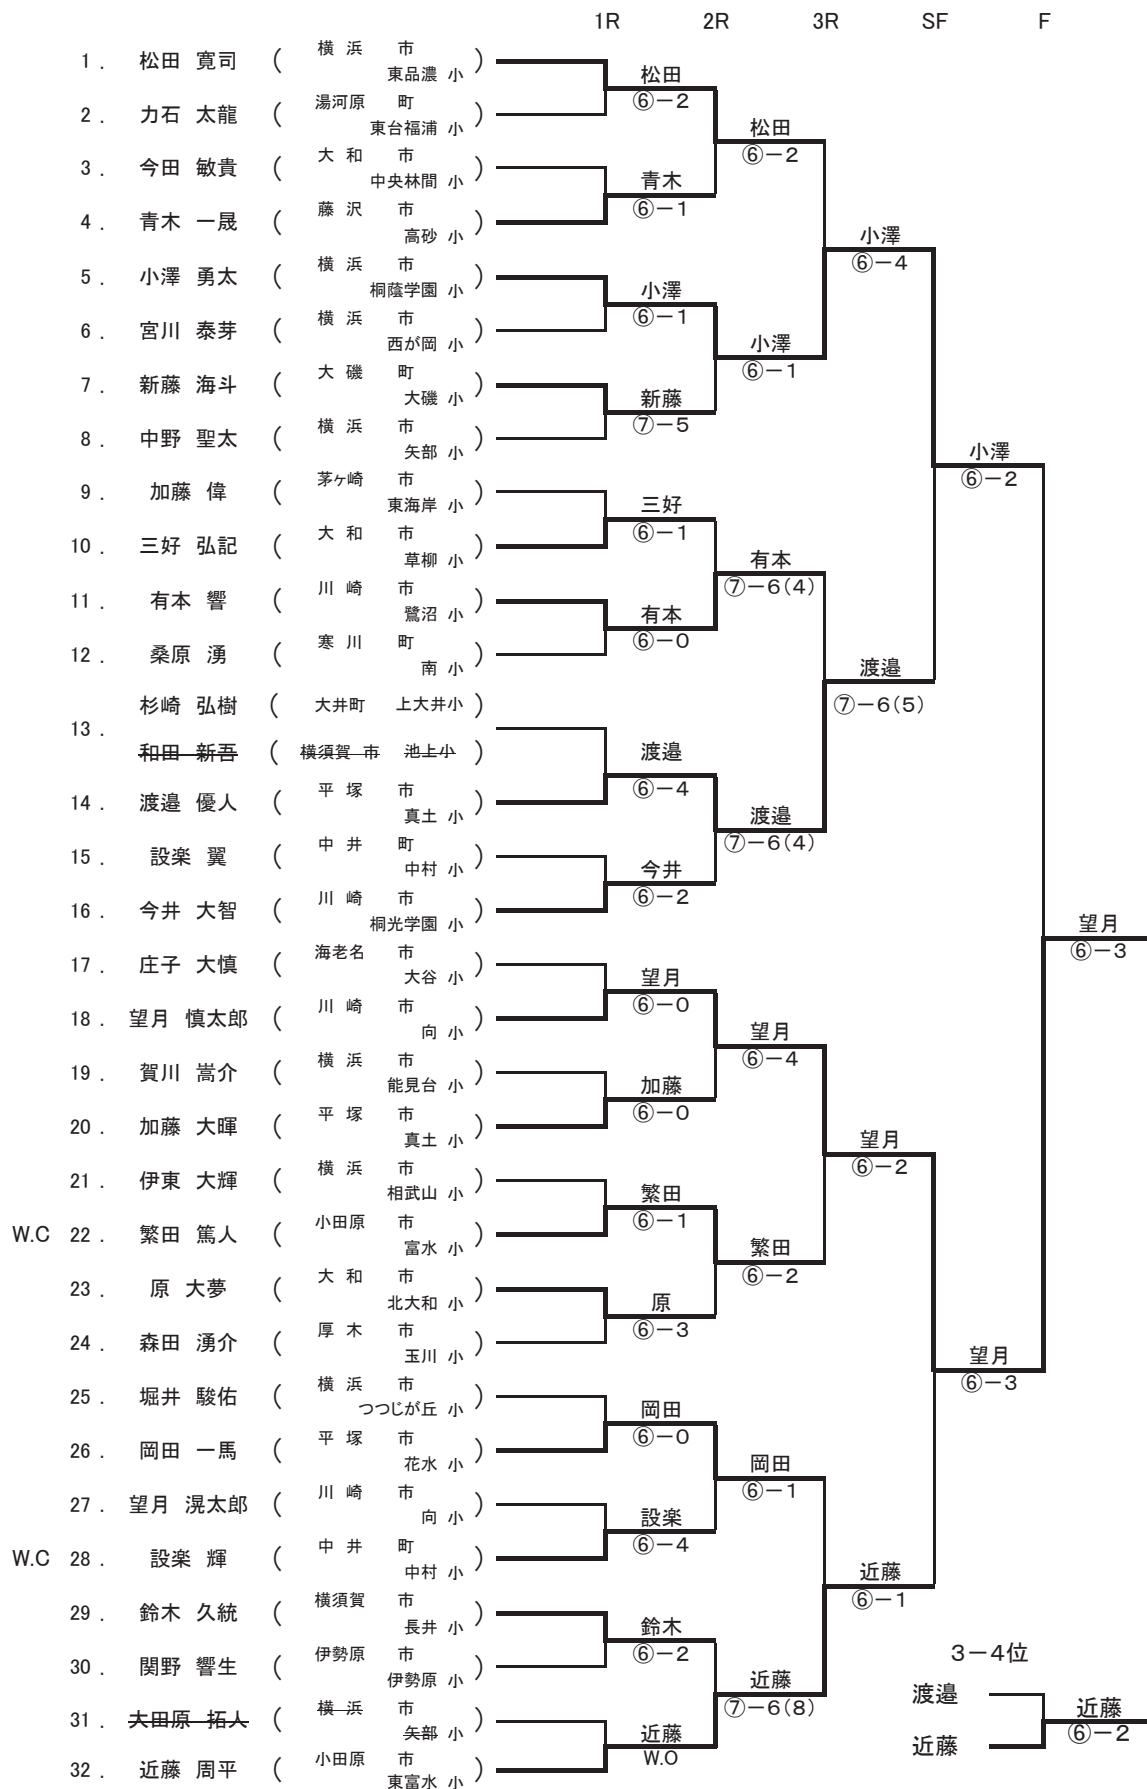 1R 2R 3R SF F
1． 松田 寛司 ( 横浜 市 東品濃 小 )
2． 力石 太龍 ( 湯河原 町 東台福浦 小 )
3． 今田 敏貴 ( 大和 市 中央林間 小 )
4． 青木 一晟 ( 藤沢 市 高砂 小 )
5． 小澤 勇太 ( 横浜 市 桐蔭学園 小 )
6． 宮川 泰芽 ( 横浜 市 西が岡 小 )
7． 新藤 海斗 ( 大磯 町 大磯 小 )
8． 中野 聖太 ( 横浜 市 矢部 小 )
9． 加藤 偉 ( 茅ヶ崎 市 東海岸 小 )
10． 三好 弘記 ( 大和 市 草柳 小 )
11． 有本 響 ( 川崎 市 鷺沼 小 )
12． 桑原 湧 ( 寒川 町 南 小 )
13． 杉崎 弘樹 ( 大井町 上大井小 )
和田 新吾 ( 横須賀 市 池上小 )
14． 渡邉 優人 ( 平塚 市 真土 小 )
15． 設楽 翼 ( 中井 町 中村 小 )
16． 今井 大智 ( 川崎 市 桐光学園 小 )
17． 庄子 大慎 ( 海老名 市 大谷 小 )
18． 望月 慎太郎 ( 川崎 市 向 小 )
19． 賀川 嵩介 ( 横浜 市 能見台 小 )
20． 加藤 大暉 ( 平塚 市 真土 小 )
21． 伊東 大輝 ( 横浜 市 相武山 小 )
W.C 22． 繁田 篤人 ( 小田原 市 富水 小 )
23． 原 大夢 ( 大和 市 北大和 小 )
24． 森田 湧介 ( 厚木 市 玉川 小 )
25． 堀井 駿佑 ( 横浜 市 つつじが丘 小 )
26． 岡田 一馬 ( 平塚 市 花水 小 )
27． 望月 滉太郎 ( 川崎 市 向 小 )
W.C 28． 設楽 輝 ( 中井 町 中村 小 )
29． 鈴木 久統 ( 横須賀 市 長井 小 )
30． 関野 響生 ( 伊勢原 市 伊勢原 小 )
31． 大田原 拓人 ( 横浜 市 矢部 小 )
32． 近藤 周平 ( 小田原 市 東富水 小 )
松田
⑥－2
青木
⑥－1
小澤
⑥－1
新藤
⑦－5
三好
⑥－1
有本
⑥－0
渡邉
⑥－4
今井
⑥－2
望月
⑥－0
加藤
⑥－0
繁田
⑥－1
原
⑥－3
岡田
⑥－0
設楽
⑥－4
鈴木
⑥－2
近藤
W.O
松田
⑥－2
小澤
⑥－1
有本
⑦－6(4)
渡邉
⑦－6(4)
望月
⑥－4
繁田
⑥－2
岡田
⑥－1
近藤
⑦－6(8)
小澤
⑥－4
渡邉
⑦－6(5)
望月
⑥－2
近藤
⑥－1
小澤
⑥－2
望月
⑥－3
望月
⑥－3
3－4位
渡邉
近藤
近藤
⑥－2